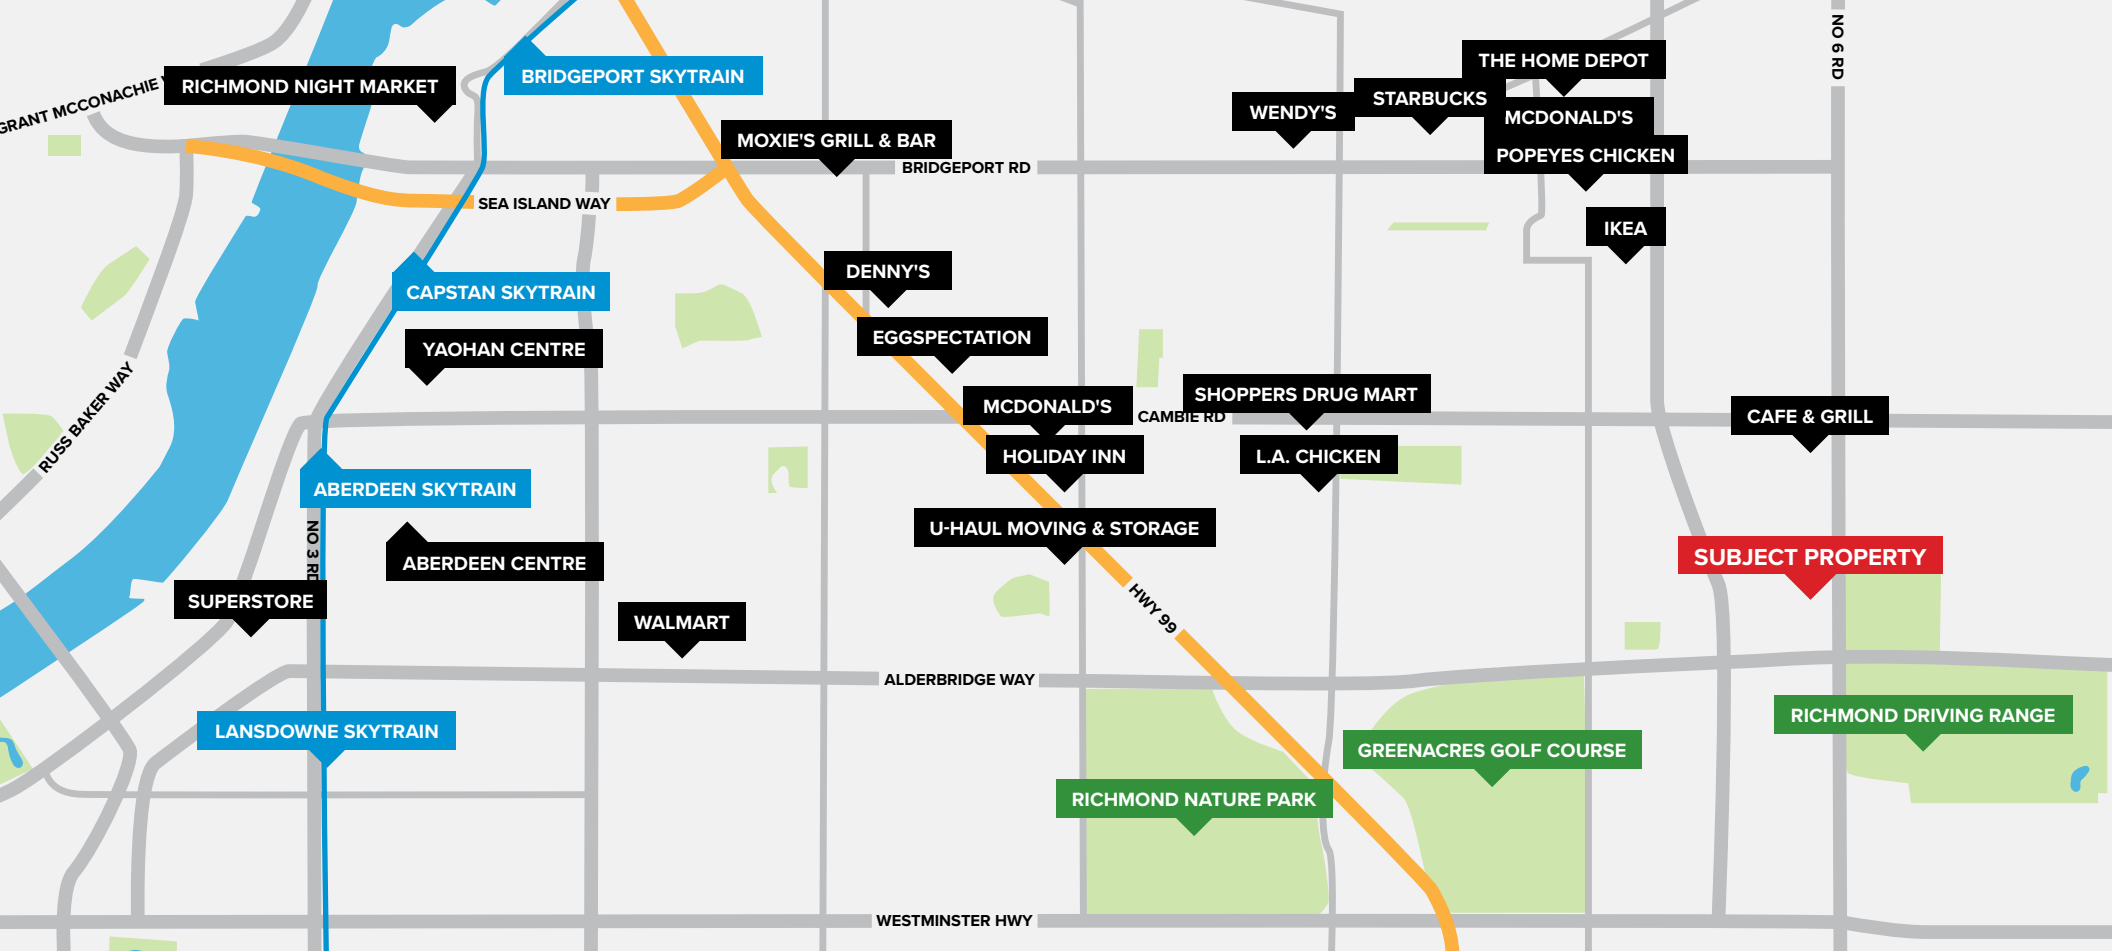 NO 6 RD
THE HOME DEPOT
BRIDGEPORT SKYTRAIN
RICHMOND NIGHT MARKET
GRANT MCCONACHIE
STARBUCKS
WENDY'S
MCDONALD'S
MOXIE'S GRILL & BAR
POPEYES CHICKEN
BRIDGEPORT RD
SEA ISLAND WAY
IKEA
DENNY'S
CAPSTAN SKYTRAIN
EGGSPECTATION
YAOHAN CENTRE
SHOPPERS DRUG MART
MCDONALD'S
CAMBIE RD
CAFE & GRILL
RUSS BAKER WAY
HOLIDAY INN
L.A. CHICKEN
ABERDEEN SKYTRAIN
U-HAUL MOVING & STORAGE
NO 3 RD
ABERDEEN CENTRE
SUBJECT PROPERTY
SUPERSTORE
HWY 99
WALMART
ALDERBRIDGE WAY
RICHMOND DRIVING RANGE
LANSDOWNE SKYTRAIN
GREENACRES GOLF COURSE
RICHMOND NATURE PARK
WESTMINSTER HWY